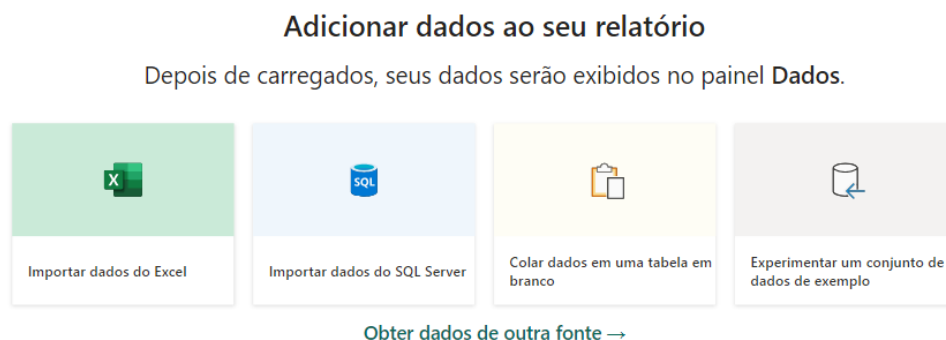 Adicionar dados ao seu relatório
Depois de carregados, seus dados serão exibidos no painel Dados.
X
SQL
Importar dados do Excel
Importar dados do SQL Server
Colar dados em uma tabela em
branco
Experimentar um conjunto de
dados de exemplo
Obter dados de outra fonte →